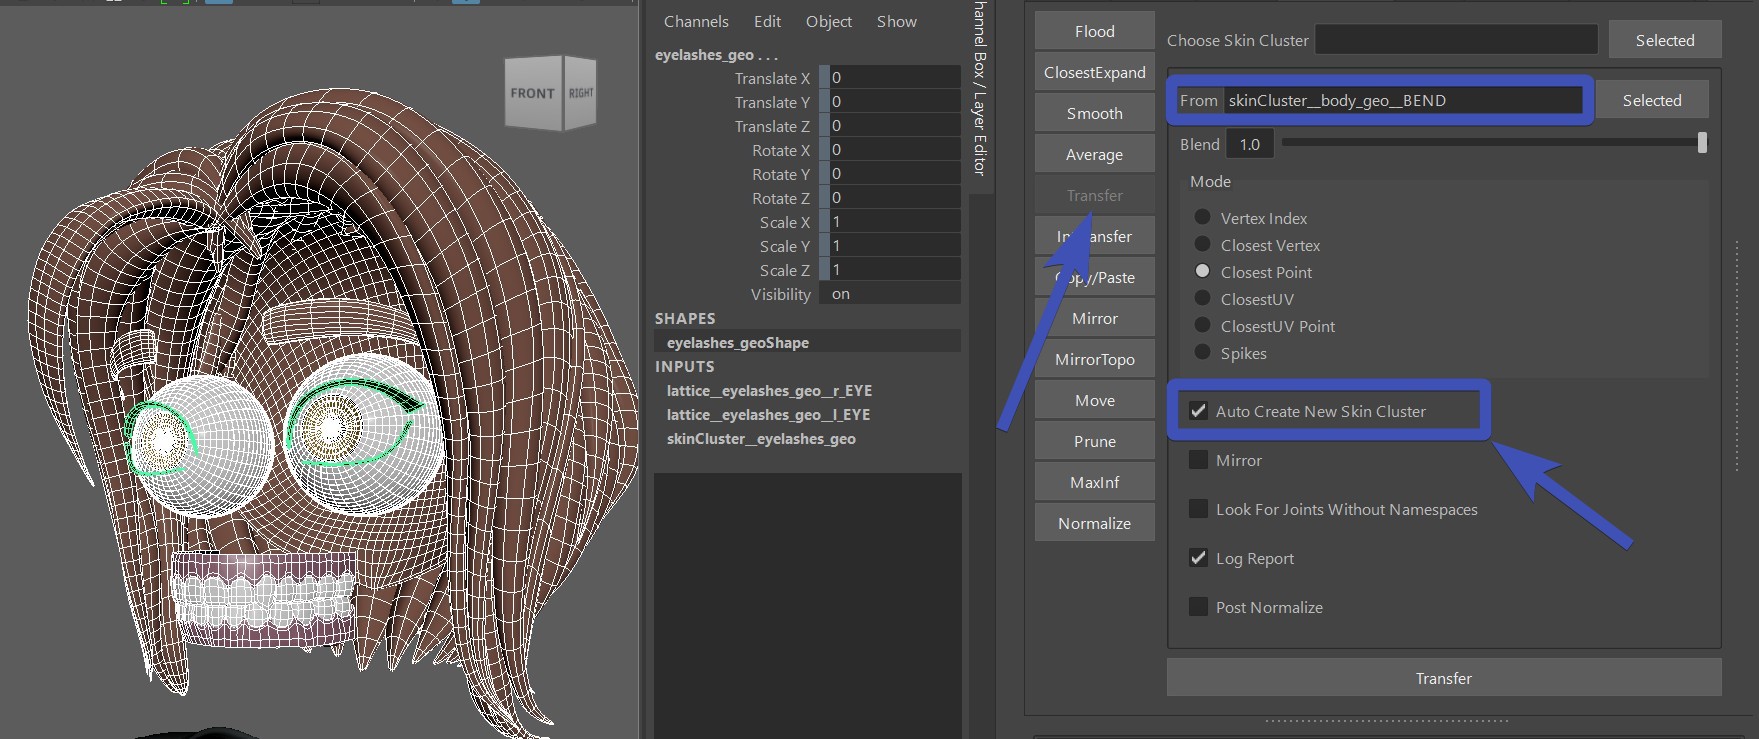 FRONT
RIGHT
Channels Edit Object Show
eyelashes_geo . . .
Translate X 0
Translate Y 0
Translate Z 0
Rotate X 0
Rotate Y 0
Rotate Z 0
Scale X 1
Scale Y 1
Scale Z 1
Visibility on
SHAPES
eyelashes_geoShape
INPUTS
lattice__eyelashes_geo__r_EYE
lattice__eyelashes_geo__l_EYE
skinCluster__eyelashes_geo
hannel Box / Layer Editor
Flood
ClosestExpand
Smooth
Average
Transfer
Copy/Paste
Mirror
MirrorTopo
Move
Prune
MaxInf
Normalize
Choose Skin Cluster Selected
From skinCluster__body_geo__BEND Selected
Blend 1.0
Mode
Vertex Index
Closest Vertex
Closest Point
ClosestUV
ClosestUV Point
Spikes
Auto Create New Skin Cluster
Mirror
Look For Joints Without Namespaces
Log Report
Post Normalize
Transfer